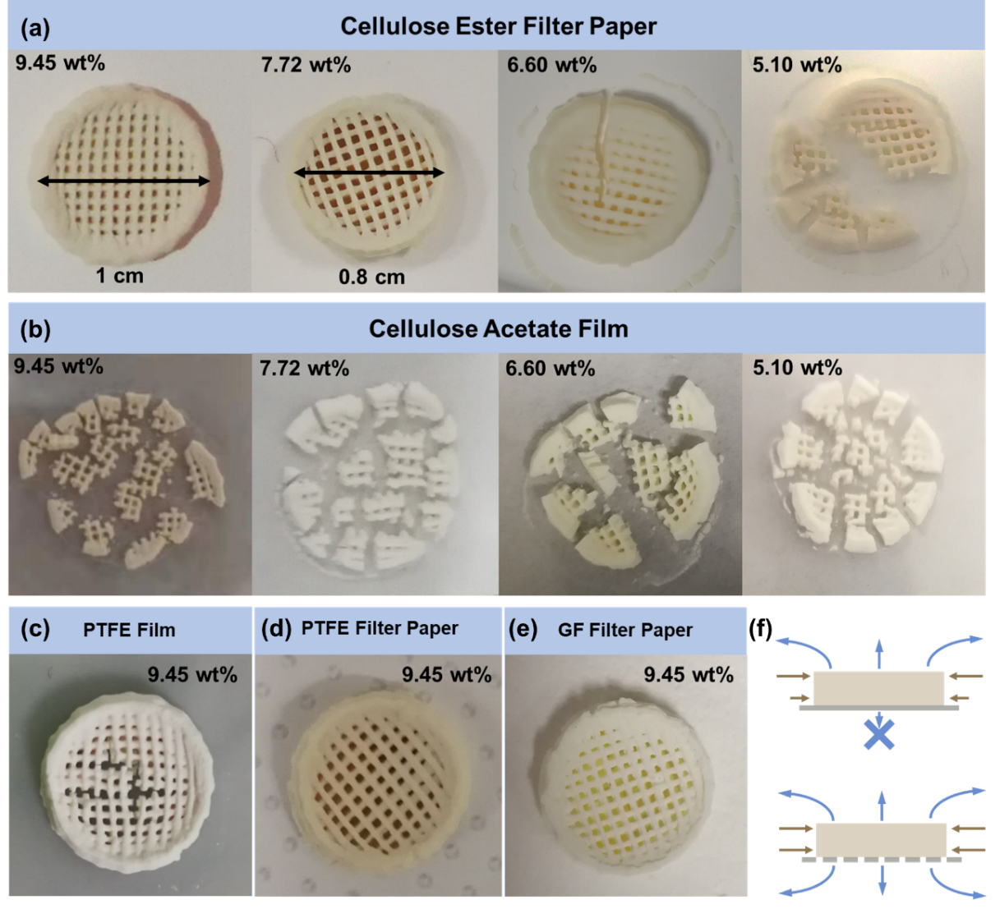 (a) Cellulose Ester Filter Paper
9.45 wt% 7.72 wt% 6.60 wt% 5.10 wt%
1 cm 0.8 cm
(b) Cellulose Acetate Film
9.45 wt% 7.72 wt% 6.60 wt% 5.10 wt%
(c) PTFE Film (d) PTFE Filter Paper (e) GF Filter Paper (f)
9.45 wt% 9.45 wt% 9.45 wt%